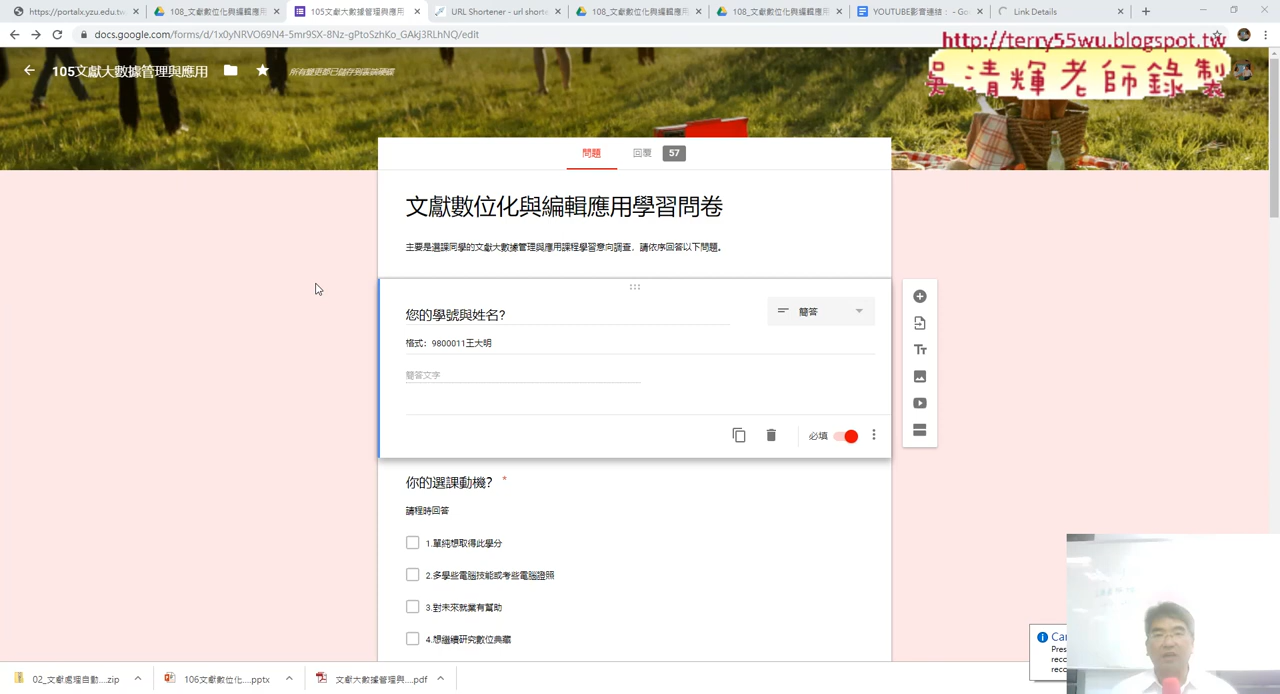 https://portalx.yzu.edu.tw
108_文獻數位化與編輯應用
105文獻大數據管理與應用
URL Shortener - url shorte
108_文獻數位化與編輯應用
108_文獻數位化與編輯應用
YOUTUBE影音連結： - Go
Link Details
docs.google.com/forms/d/1x0yNRVO69N4-5mr9SX-8Nz-gPtoSzhKo_GAkj3RLhNQ/edit
http://terry55wu.blogspot.tw
吳清輝老師錄製
105文獻大數據管理與應用
所有變更都已儲存到雲端硬碟
問題
回覆
57
文獻數位化與編輯應用學習問卷
主要是選課同學的文獻大數據管理與應用課程學習意向調查，請依序回答以下問題。
您的學號與姓名?
簡答
格式：9800011王大明
簡答文字
必填
你的選課動機? *
請程時回答
1.單純想取得此學分
2.多學些電腦技能或考些電腦證照
3.對未來就業有幫助
4.想繼續研究數位典藏
Car
Pres
reco
reco
02_文獻處理自動....zip
106文獻數位化....pptx
文獻大數據管理與....pdf